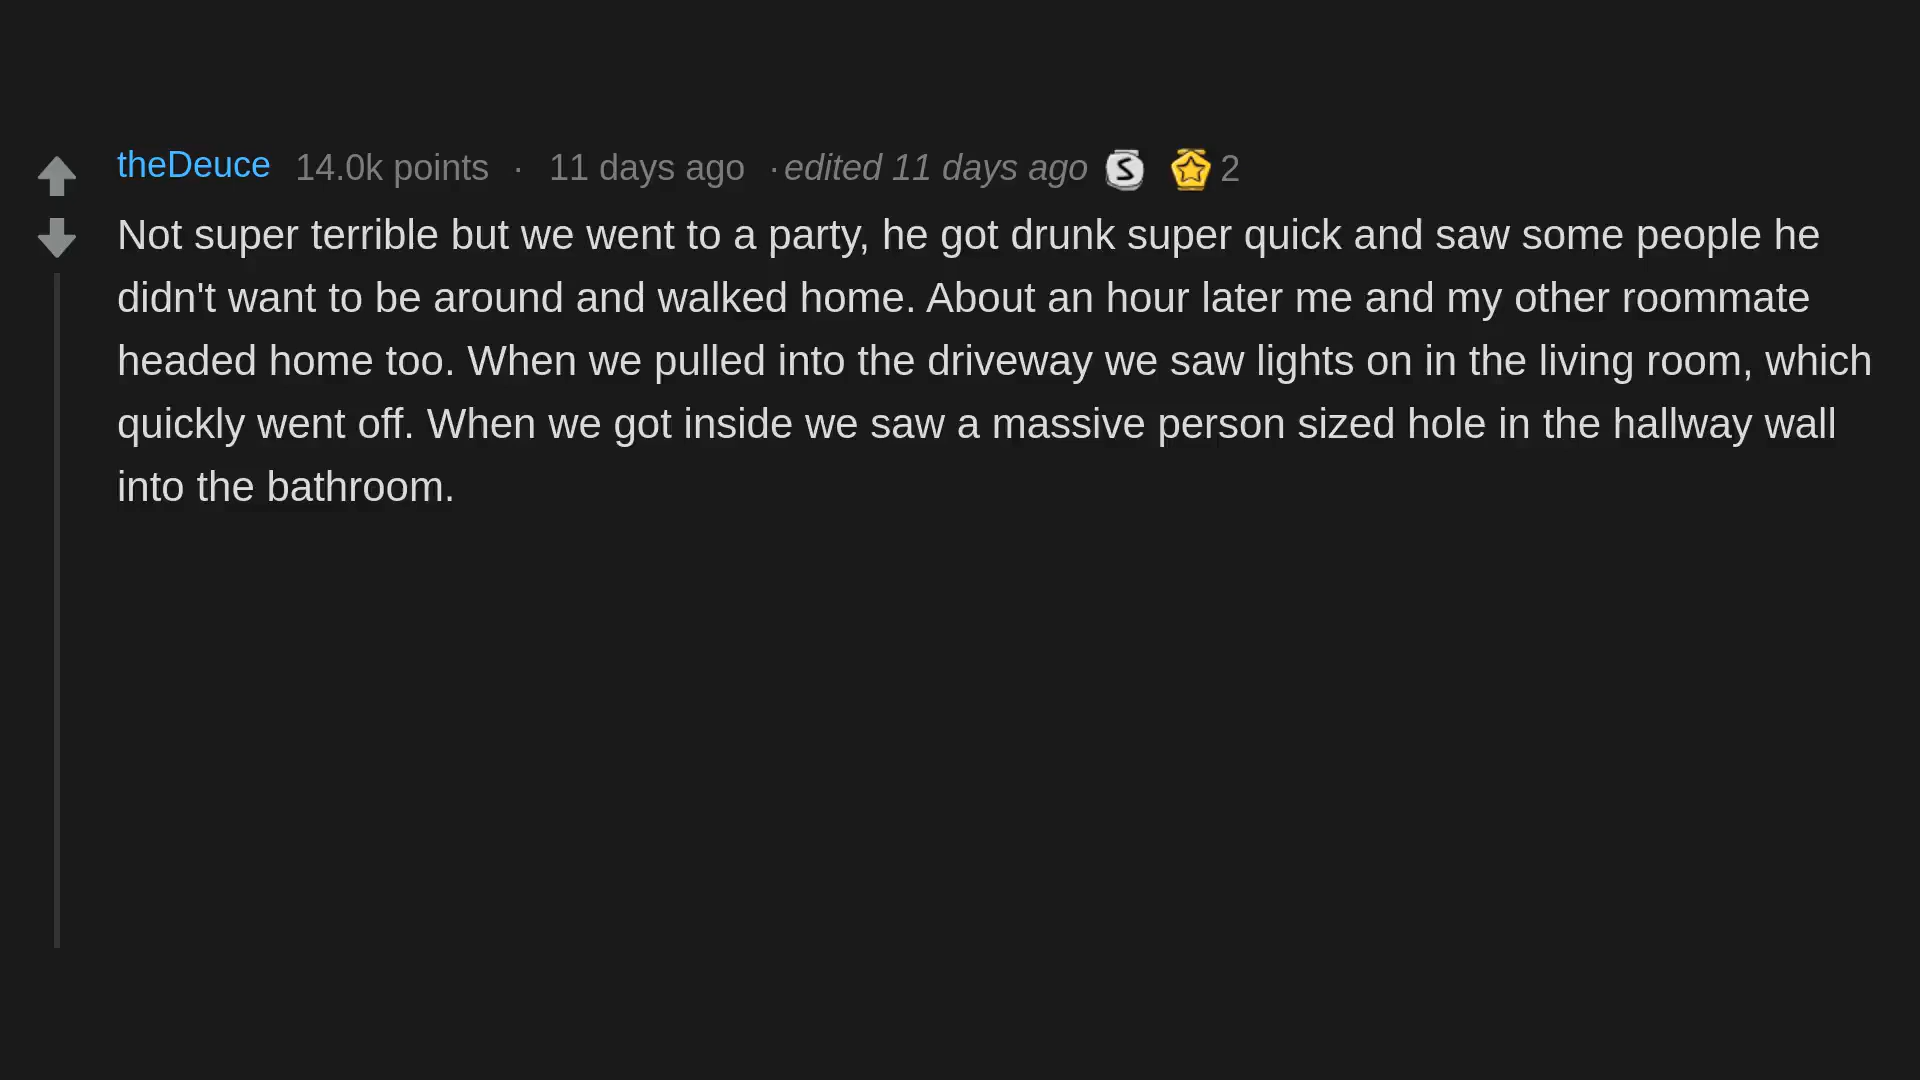 theDeuce 14.0k points · 11 days ago · edited 11 days ago S 2
Not super terrible but we went to a party, he got drunk super quick and saw some people he
didn't want to be around and walked home. About an hour later me and my other roommate
headed home too. When we pulled into the driveway we saw lights on in the living room, which
quickly went off. When we got inside we saw a massive person sized hole in the hallway wall
into the bathroom.